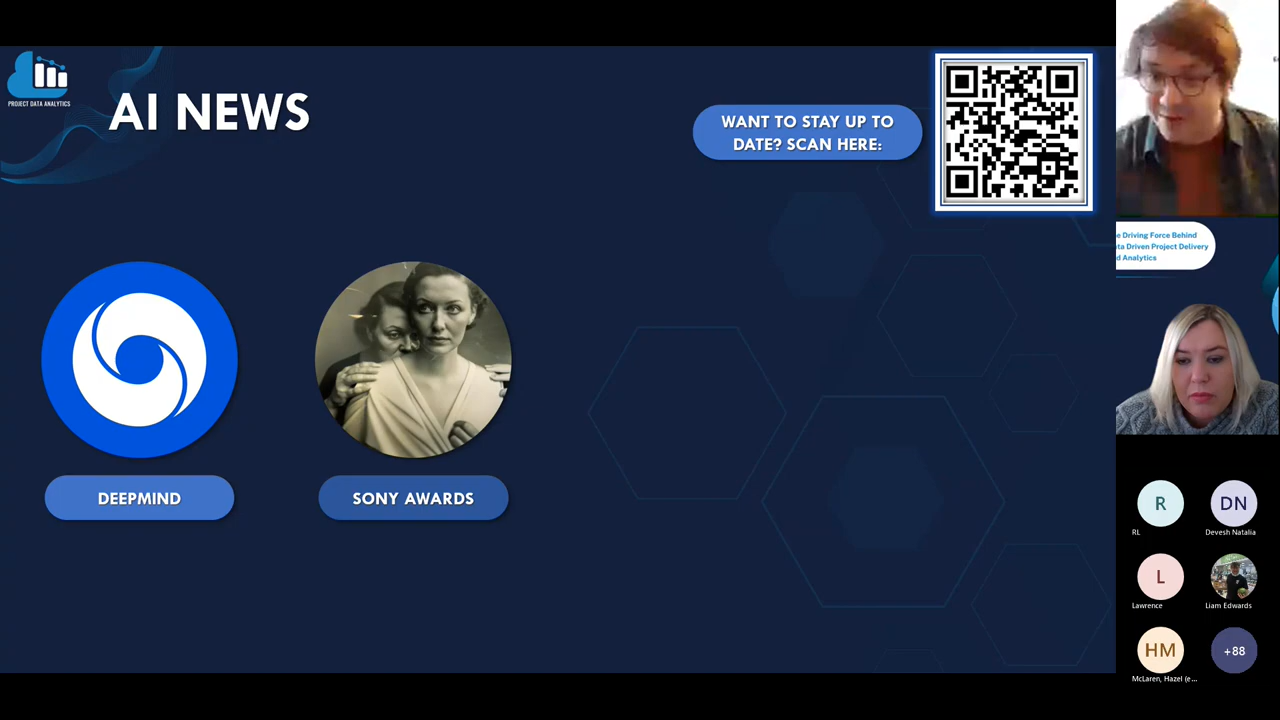 PROJECT DATA ANALYTICS
AI NEWS
WANT TO STAY UP TO
DATE? SCAN HERE:
DEEPMIND
SONY AWARDS
e Driving Force Behind
ta Driven Project Delivery
d Analytics
R
RL
DN
Devesh Natalia
L
Lawrence
Liam Edwards
HM
McLaren, Hazel (e...
+88